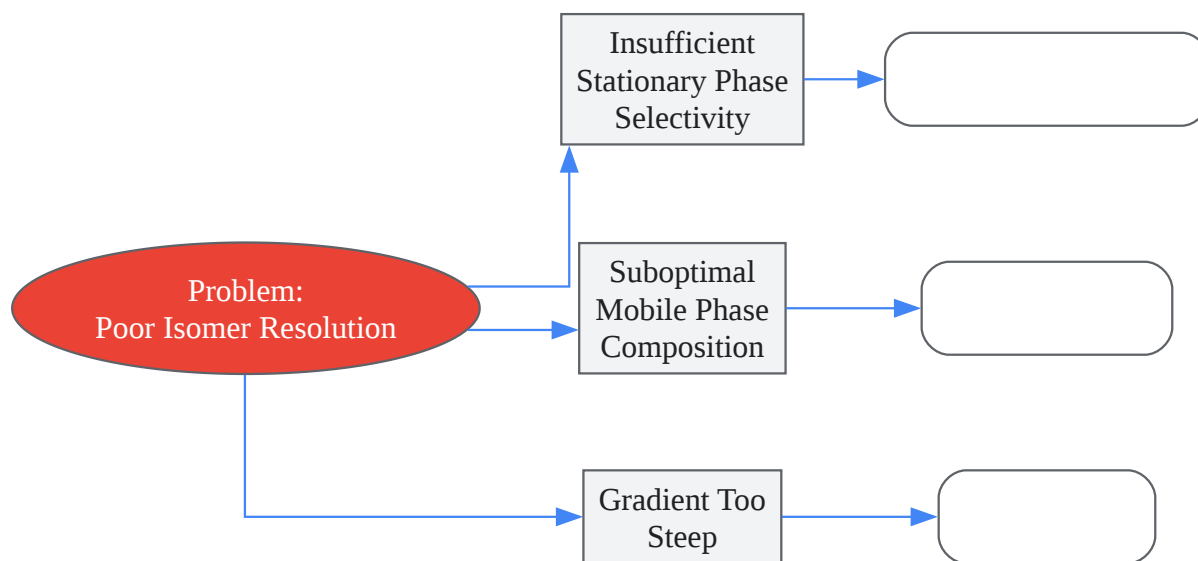 Insufficient
Stationary Phase
Selectivity
Problem:
Poor Isomer Resolution
Suboptimal
Mobile Phase
Composition
Gradient Too
Steep